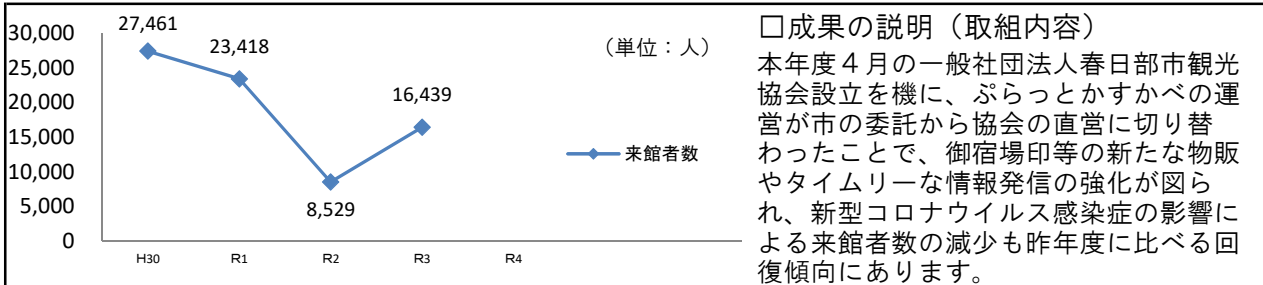 27,461
30,000
25,000
20,000
15,000
10,000
5,000
0
23,418
8,529
16,439
(単位：人)
来館者数
H30
R1
R2
R3
R4
□成果の説明（取組内容）
本年度４月の一般社団法人春日部市観光
協会設立を機に、ぷらっとかすかべの運
営が市の委託から協会の直営に切り替
わったことで、御宿場印等の新たな物販
やタイムリーな情報発信の強化が図ら
れ、新型コロナウイルス感染症の影響に
よる来館者数の減少も昨年度に比べる回
復傾向にあります。